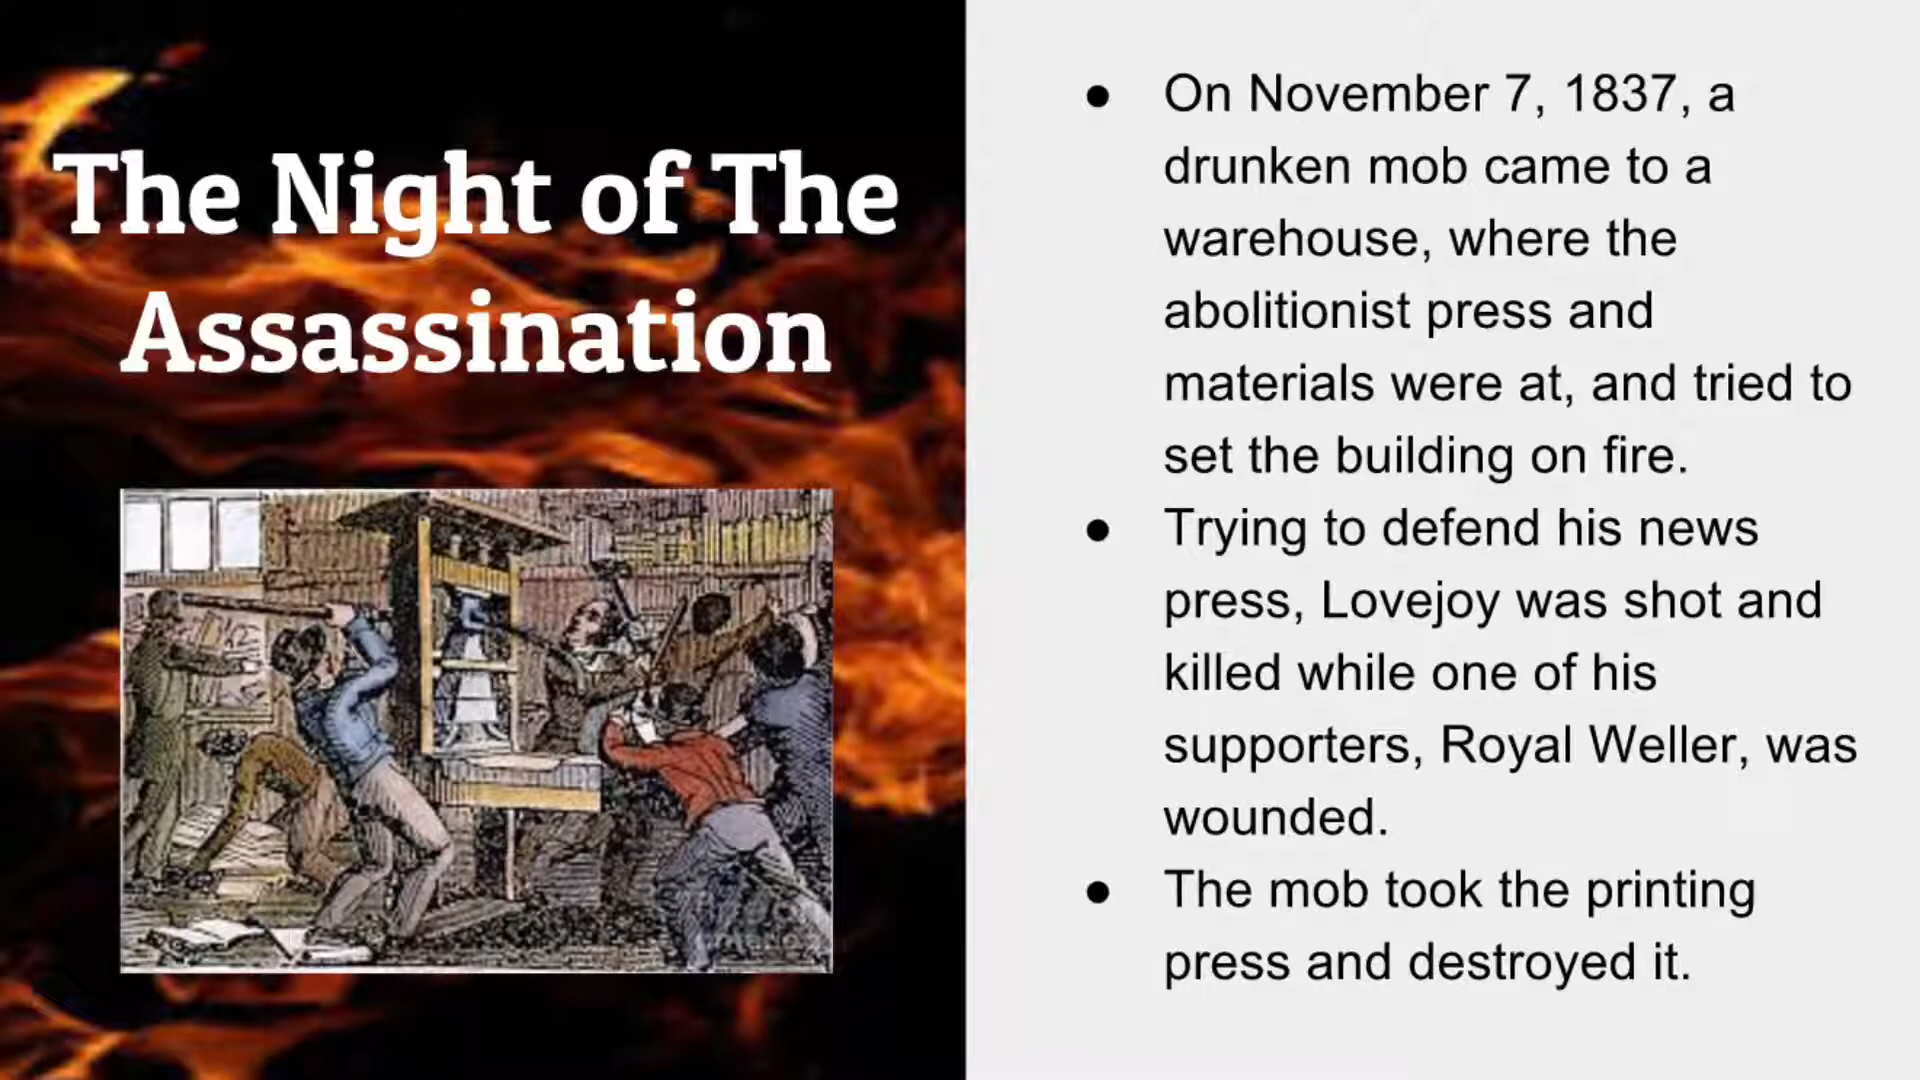 The Night of The
Assassination
● On November 7, 1837, a
drunken mob came to a
warehouse, where the
abolitionist press and
materials were at, and tried to
set the building on fire.
● Trying to defend his news
press, Lovejoy was shot and
killed while one of his
supporters, Royal Weller, was
wounded.
● The mob took the printing
press and destroyed it.